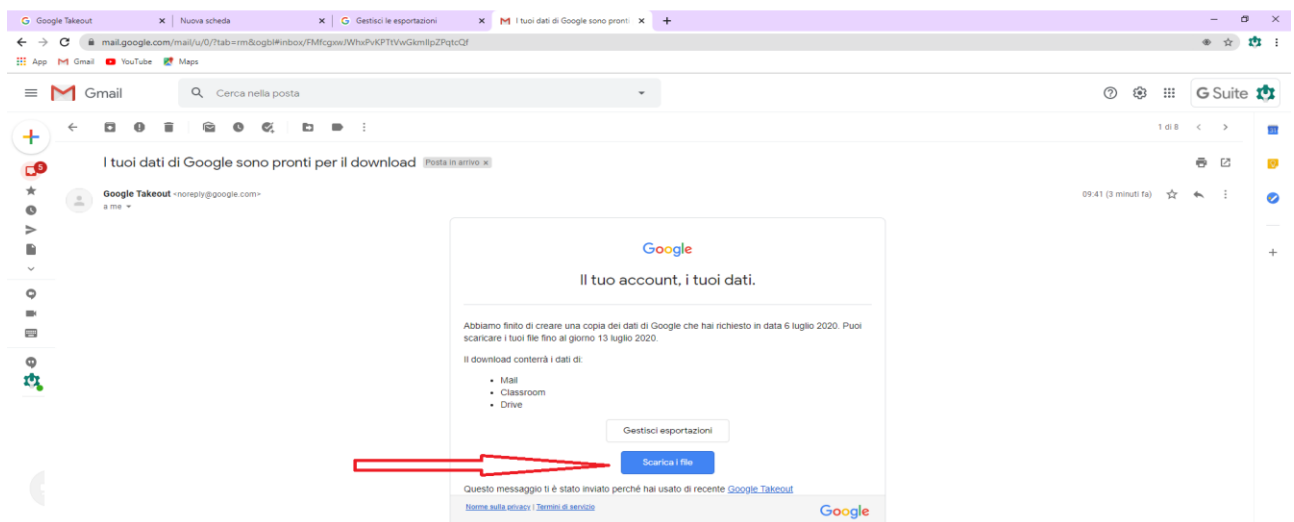 Google Takeout
Nuova scheda
Gestisci le esportazioni
I tuoi dati di Google sono pronti
mail.google.com/mail/u/0/?tab=rm&ogbl#inbox/FMfcgxwJWhxPvKPTtVwGkmllpZPqtcQf
App
Gmail
YouTube
Maps
Gmail
Cerca nella posta
G Suite
1 di 8
I tuoi dati di Google sono pronti per il download
Posta in arrivo x
5
Google Takeout <noreply@google.com>
09:41 (3 minuti fa)
a me
Google
Il tuo account, i tuoi dati.
Abbiamo finito di creare una copia dei dati di Google che hai richiesto in data 6 luglio 2020. Puoi
scaricare i tuoi file fino al giorno 13 luglio 2020.
Il download conterrà i dati di:
• Mail
• Classroom
• Drive
Gestisci esportazioni
Scarica i file
Questo messaggio ti è stato inviato perché hai usato di recente Google Takeout
Norme sulla privacy | Termini di servizio
Google